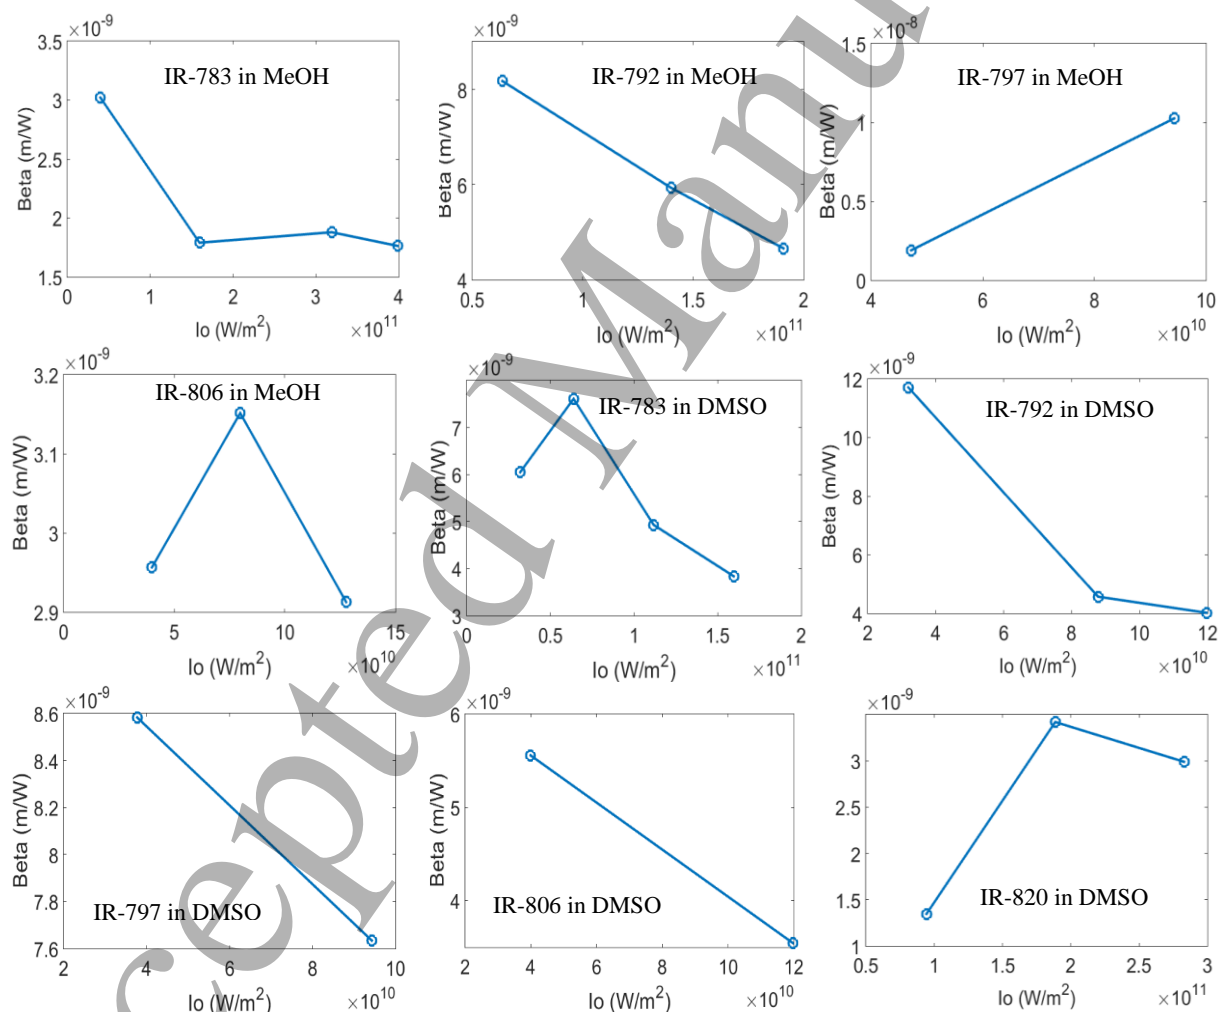 ×10⁻⁹
3.5
3
2.5
2
1.5
Beta (m/W)
IR-783 in MeOH
0 1 2 3 4
Io (W/m²) ×10¹¹
×10⁻⁹
8
6
4
Beta (m/W)
IR-792 in MeOH
0.5 1 1.5 2
Io (W/m²) ×10¹¹
×10⁻⁸
1.5
1
0.5
0
Beta (m/W)
IR-797 in MeOH
4 6 8 10
Io (W/m²) ×10¹⁰
×10⁻⁹
3.2
3.1
3
2.9
Beta (m/W)
IR-806 in MeOH
0 5 10 15
Io (W/m²) ×10¹⁰
×10⁻⁹
7
6
5
4
3
Beta (m/W)
IR-783 in DMSO
0 0.5 1 1.5 2
Io (W/m²) ×10¹¹
×10⁻⁹
12
10
8
6
4
Beta (m/W)
IR-792 in DMSO
2 4 6 8 10 12
Io (W/m²) ×10¹⁰
×10⁻⁹
8.6
8.4
8.2
8
7.8
7.6
Beta (m/W)
IR-797 in DMSO
2 4 6 8 10
Io (W/m²) ×10¹⁰
×10⁻⁹
6
5
4
Beta (m/W)
IR-806 in DMSO
2 4 6 8 10 12
Io (W/m²) ×10¹⁰
×10⁻⁹
3
2.5
2
1.5
1
Beta (m/W)
IR-820 in DMSO
0.5 1 1.5 2 2.5 3
Io (W/m²) ×10¹¹
cepted Manu